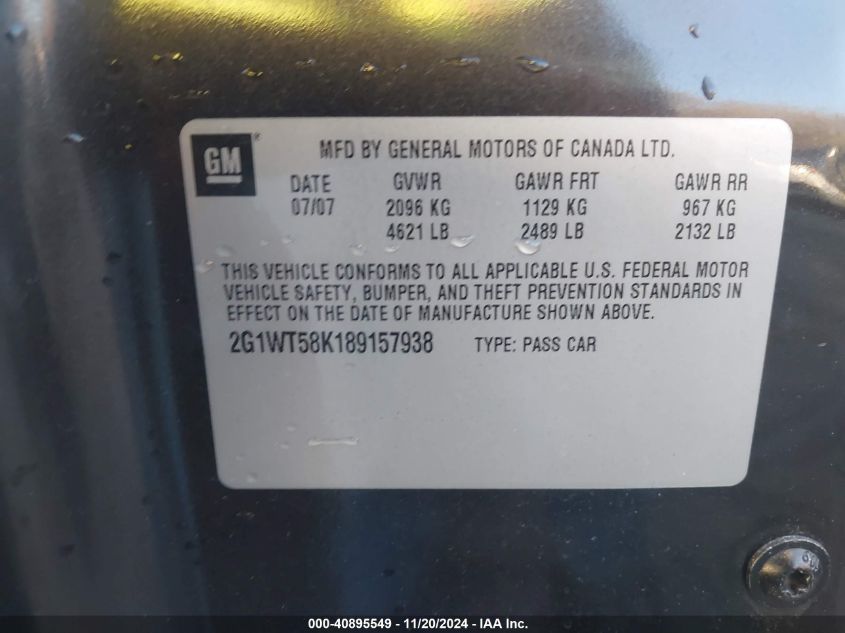 GM® MFD BY GENERAL MOTORS OF CANADA LTD.
DATE GVWR GAWR FRT GAWR RR
07/07 2096 KG 1129 KG 967 KG
4621 LB 2489 LB 2132 LB
THIS VEHICLE CONFORMS TO ALL APPLICABLE U.S. FEDERAL MOTOR
VEHICLE SAFETY, BUMPER, AND THEFT PREVENTION STANDARDS IN
EFFECT ON THE DATE OF MANUFACTURE SHOWN ABOVE.
2G1WT58K189157938 TYPE: PASS CAR
000-40895549 - 11/20/2024 - IAA Inc.